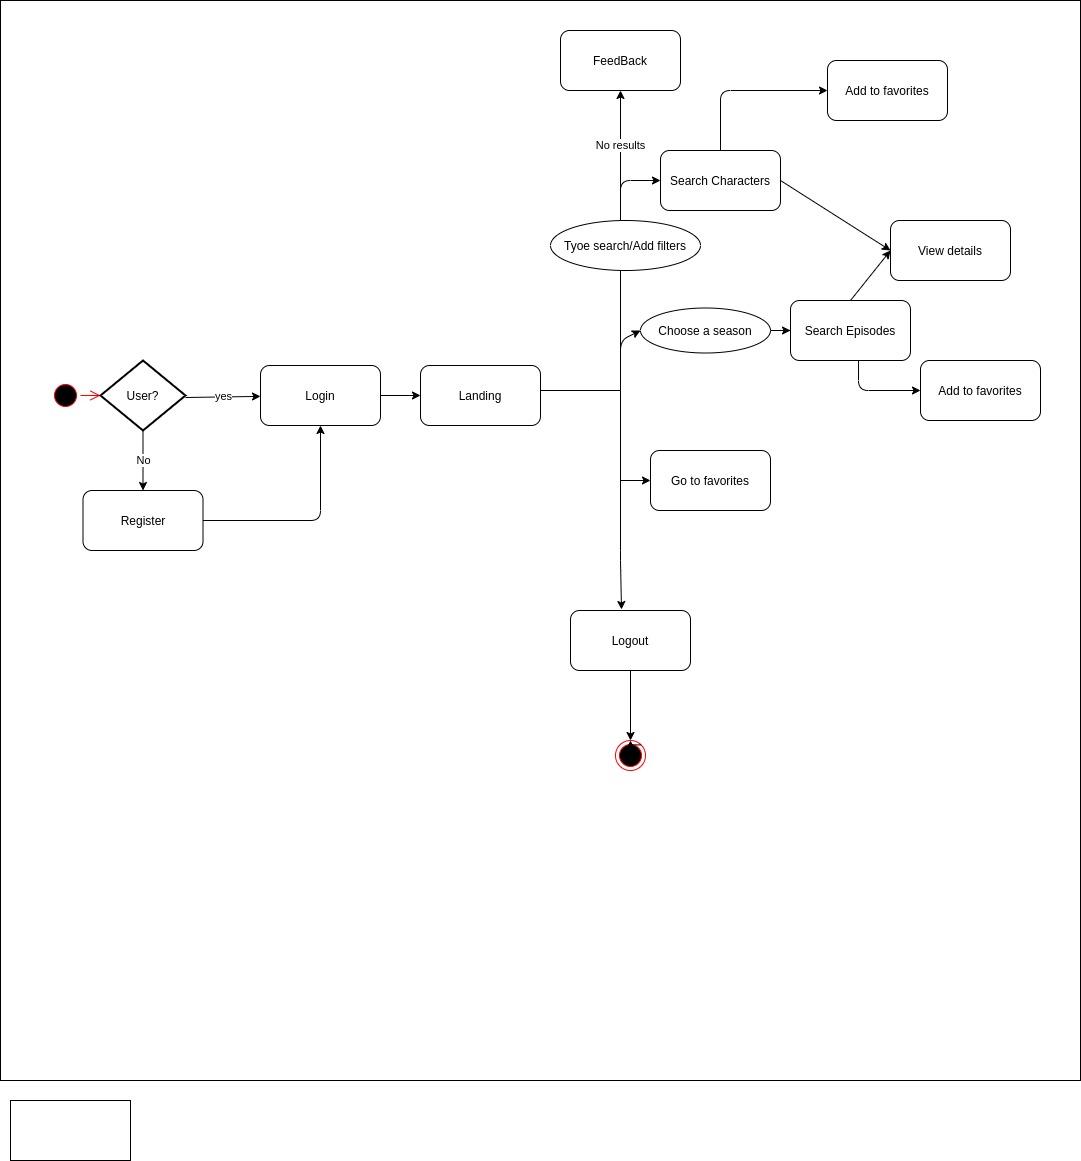 FeedBack
Add to favorites
No results
Search Characters
Tyoe search/Add filters
View details
Choose a season
Search Episodes
User?
yes
Login
Landing
Add to favorites
No
Go to favorites
Register
Logout